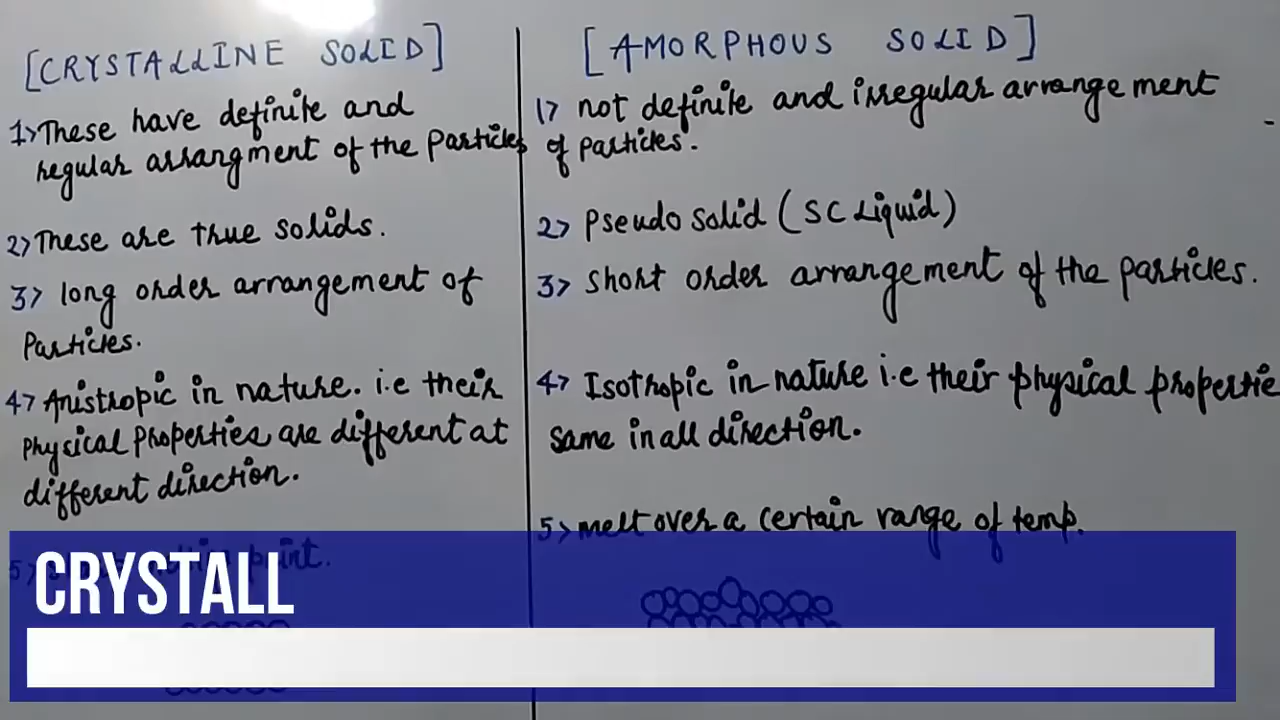 [CRYSTALLINE SOLID]
1> These have definite and
regular arrangment of the Particles
2) These are true solids.
3> long order arrangement of
Particles.
4> Anistropic in nature. i.e their
Physical Properties are different at
different direction.
5>
point.
[AMORPHOUS SOLID]
1> not definite and irregular arrangement
of particles.
2> Pseudo solid (SC Liquid)
3> short order arrangement of the particles.
4> Isotropic in nature i.e their physical propertie
same in all direction.
5> melt over a certain range of temp.
CRYSTALL